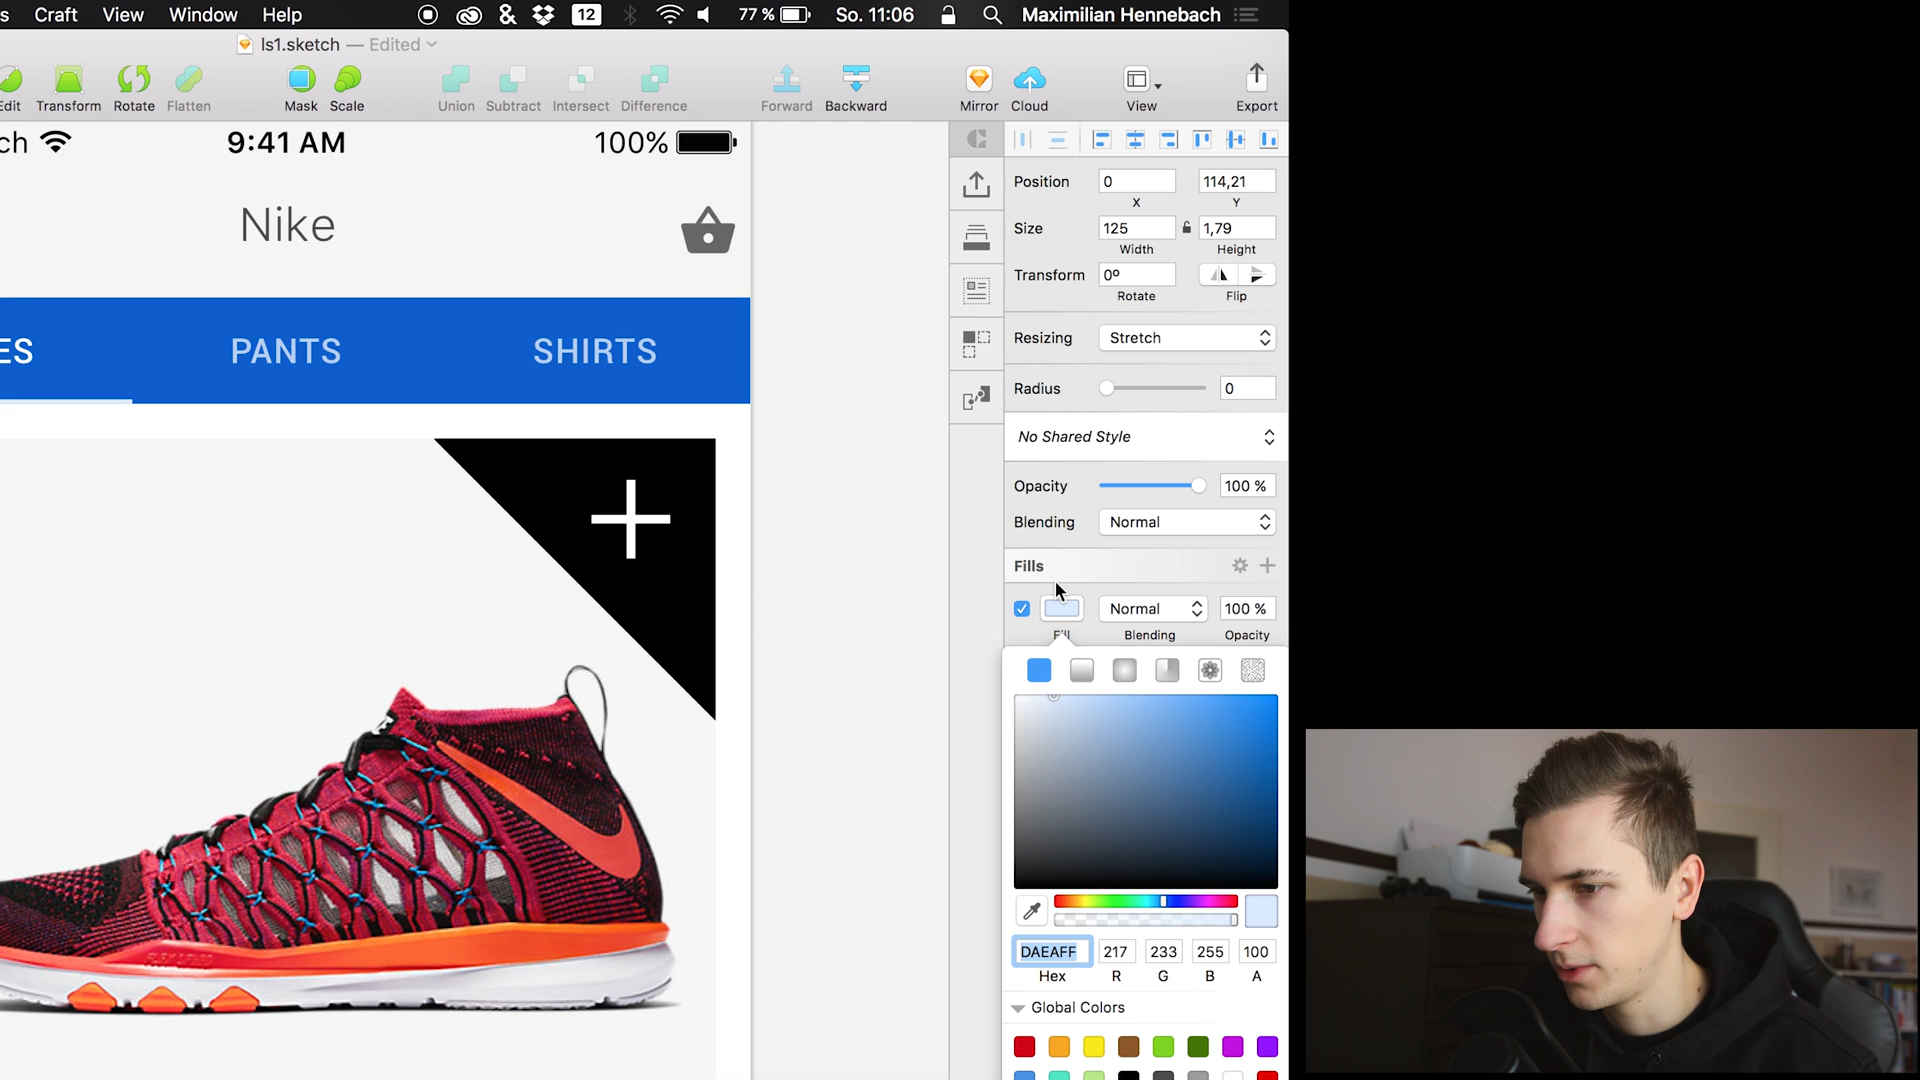 s Craft View Window Help 12 77 % So. 11:06 Maximilian Hennebach
ls1.sketch — Edited
Edit Transform Rotate Flatten Mask Scale Union Subtract Intersect Difference Forward Backward Mirror Cloud View Export
ch 9:41 AM 100%
Nike
ES PANTS SHIRTS
Position 0 114,21
X Y
Size 125 1,79
Width Height
Transform 0º
Rotate Flip
Resizing Stretch
Radius 0
No Shared Style
Opacity 100 %
Blending Normal
Fills
Normal 100 %
Fill Blending Opacity
DAEAFF 217 233 255 100
Hex R G B A
Global Colors